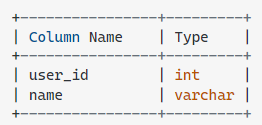 +----------------+---------+
| Column Name    | Type    |
+----------------+---------+
| user_id        | int     |
| name           | varchar |
+----------------+---------+